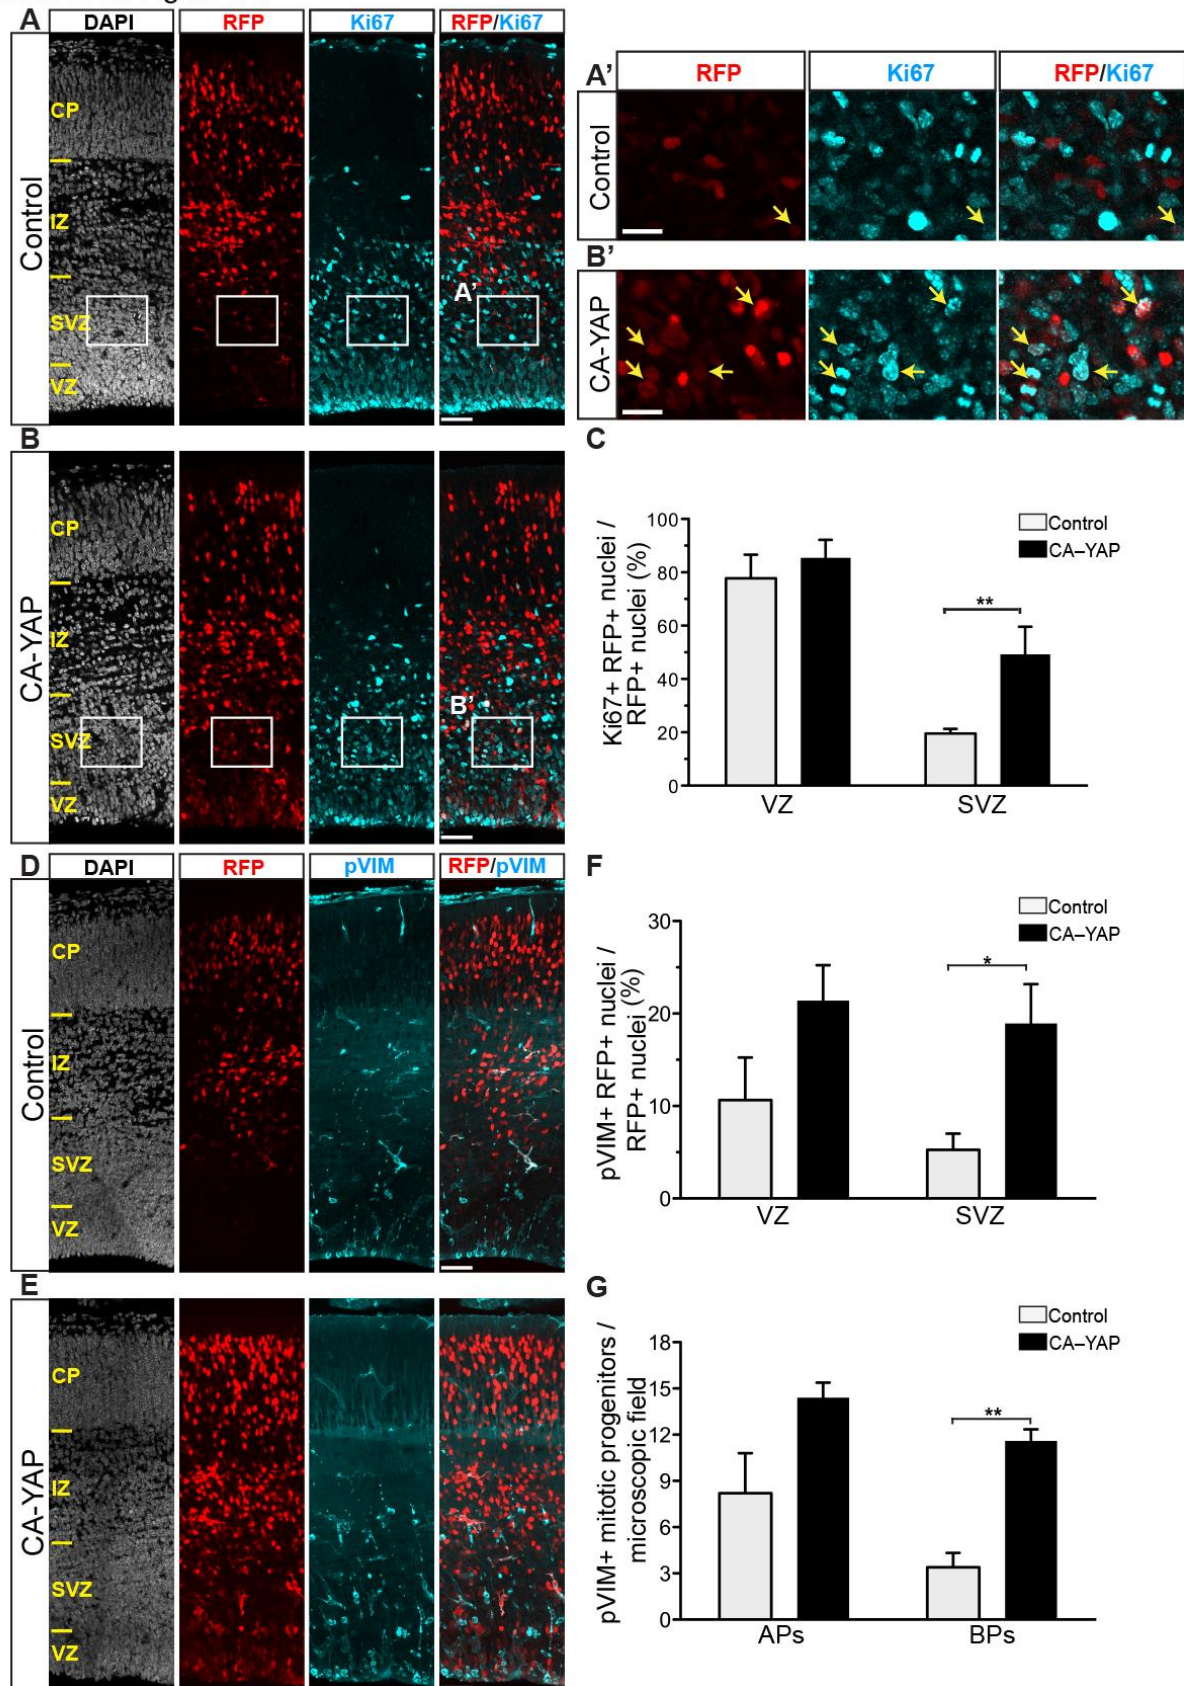 A
DAPI
RFP
Ki67
RFP/Ki67
Control
CP
IZ
SVZ
VZ
A'
A'
RFP
Ki67
RFP/Ki67
Control
B'
CA-YAP
B
CA-YAP
CP
IZ
SVZ
VZ
B'
C
Ki67+ RFP+ nuclei /
RFP+ nuclei (%)
100
80
60
40
20
0
Control
CA–YAP
**
VZ
SVZ
D
DAPI
RFP
pVIM
RFP/pVIM
Control
CP
IZ
SVZ
VZ
F
pVIM+ RFP+ nuclei /
RFP+ nuclei (%)
30
20
10
0
Control
CA–YAP
*
VZ
SVZ
E
CA-YAP
CP
IZ
SVZ
VZ
G
pVIM+ mitotic progenitors /
microscopic field
18
15
12
9
6
3
0
Control
CA–YAP
**
APs
BPs